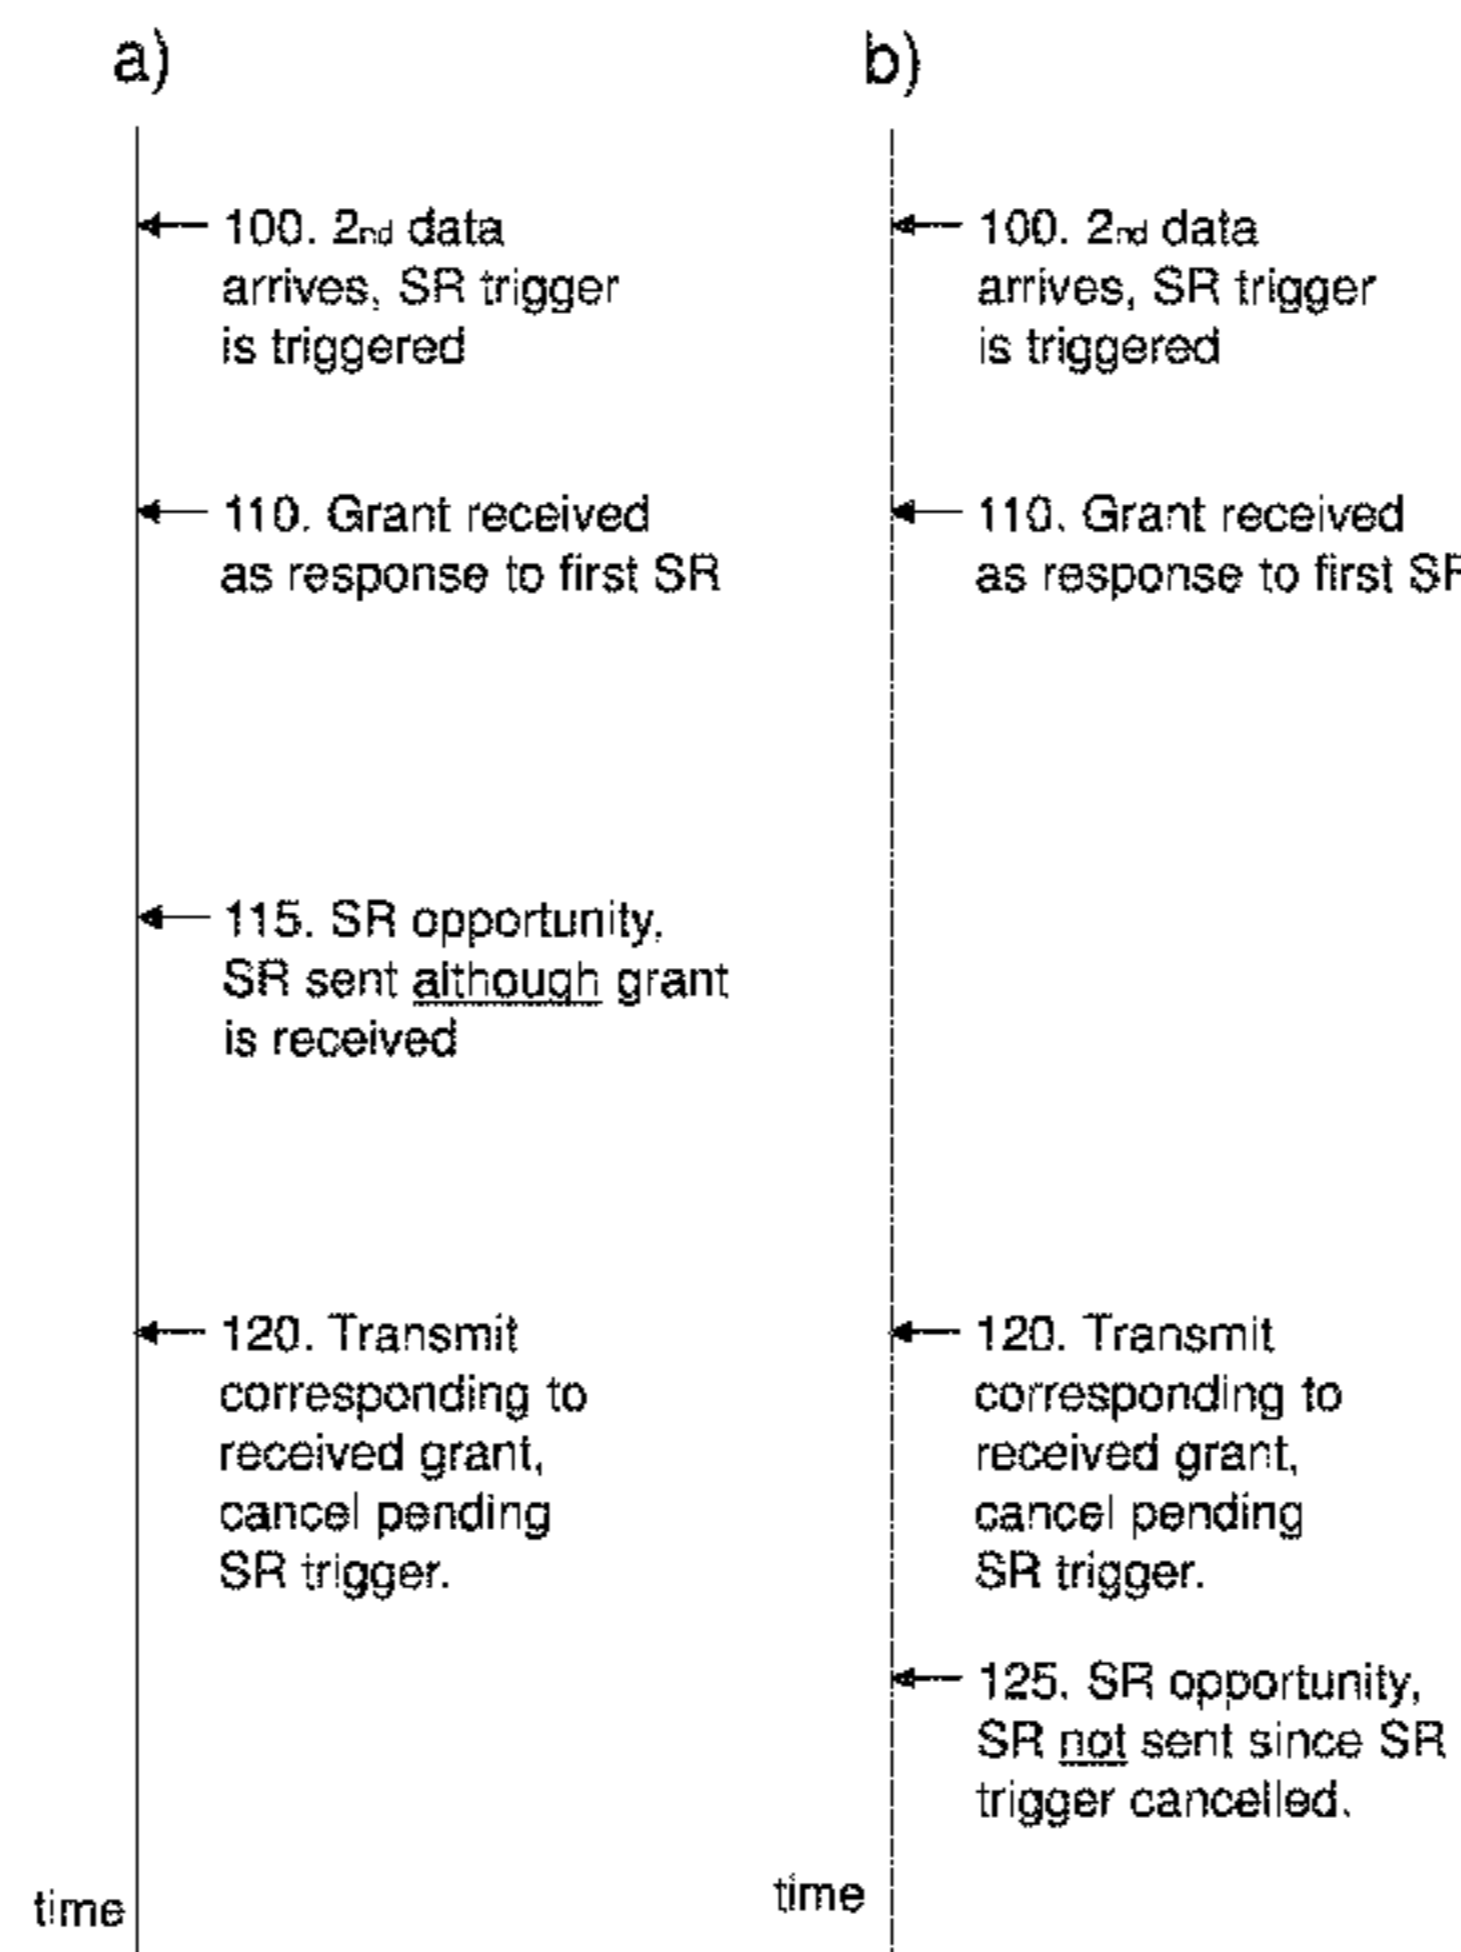 a)
100. 2nd data
arrives, SR trigger
is triggered
110. Grant received
as response to first SR
115. SR opportunity,
SR sent although grant
is received
120. Transmit
corresponding to
received grant,
cancel pending
SR trigger.
time
b)
100. 2nd data
arrives, SR trigger
is triggered
110. Grant received
as response to first SR
120. Transmit
corresponding to
received grant,
cancel pending
SR trigger.
125. SR opportunity,
SR not sent since SR
trigger cancelled.
time